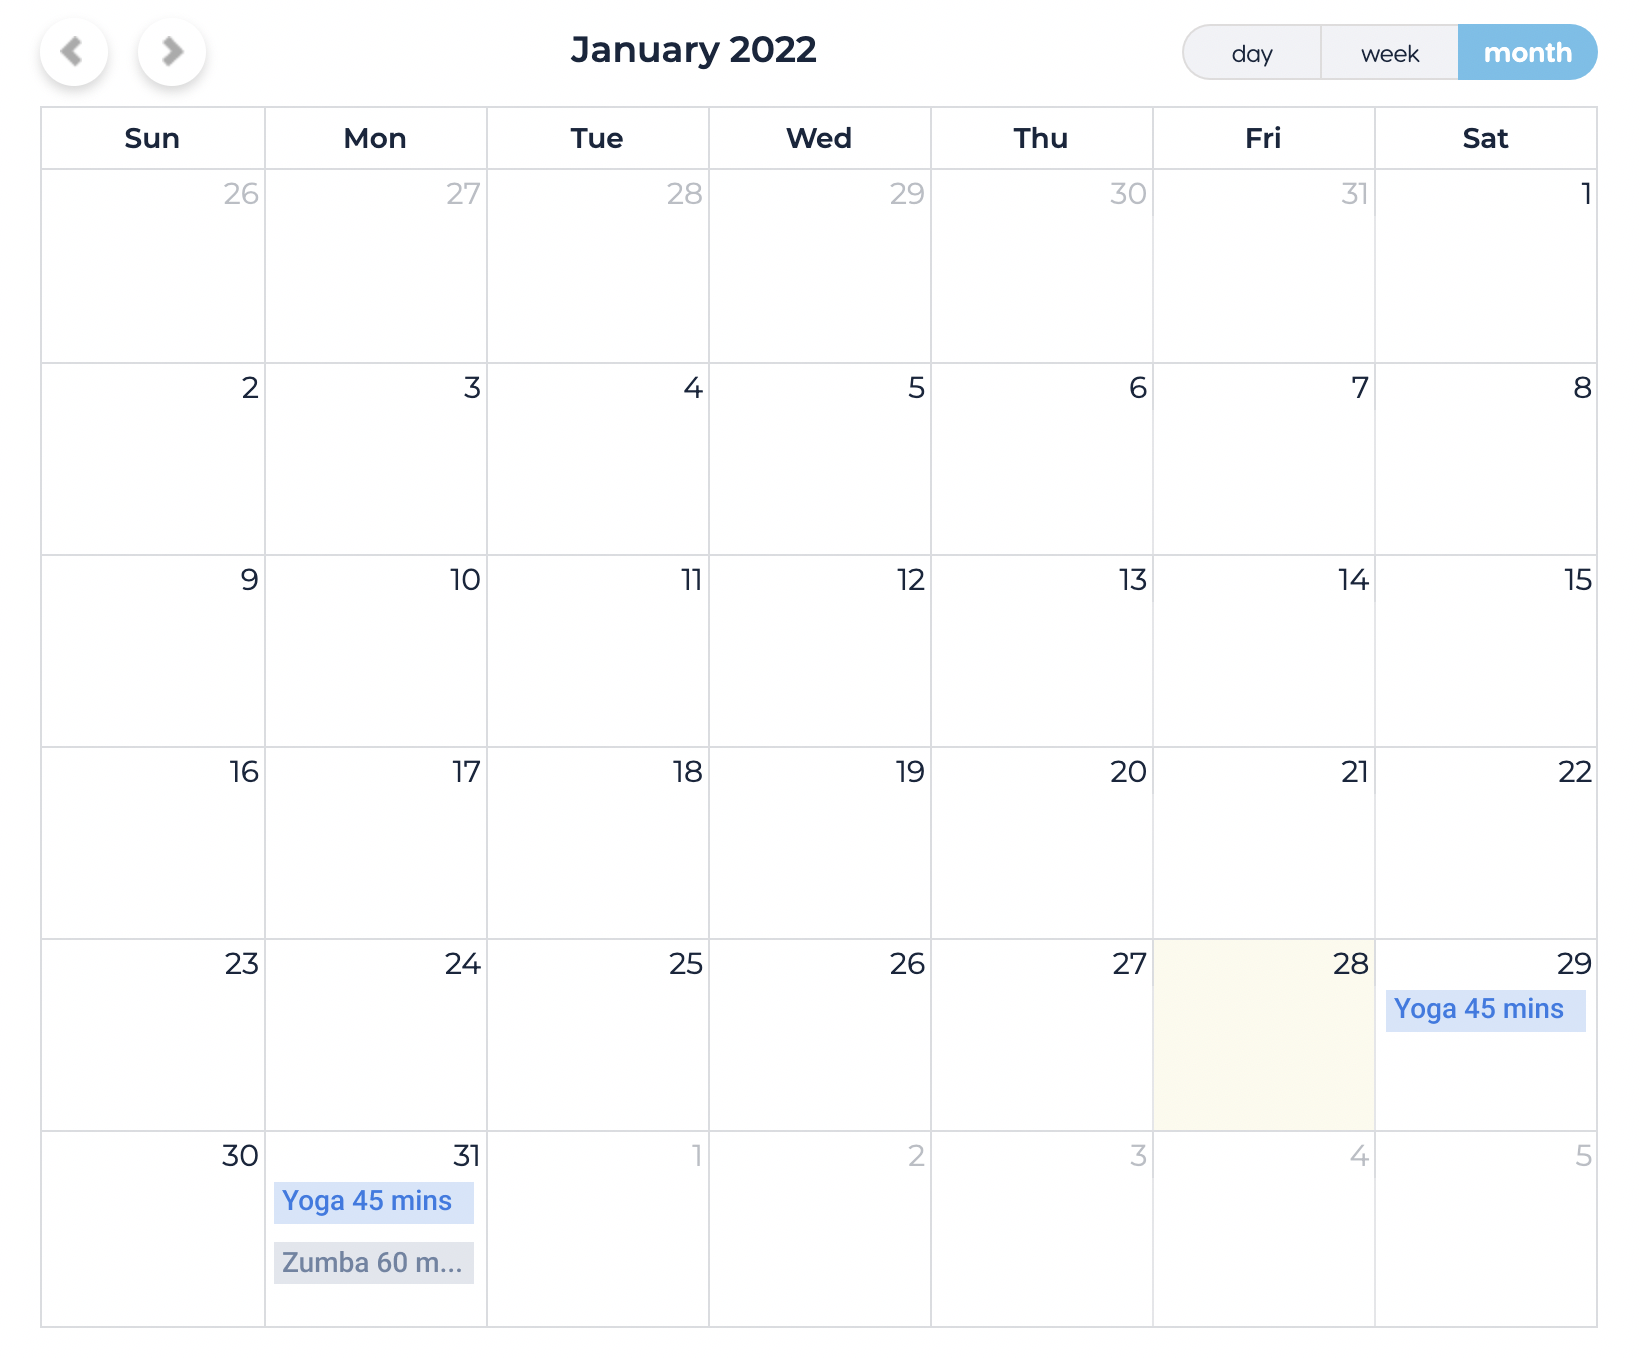 January 2022
day week month
Sun Mon Tue Wed Thu Fri Sat
26 27 28 29 30 31 1
2 3 4 5 6 7 8
9 10 11 12 13 14 15
16 17 18 19 20 21 22
23 24 25 26 27 28 29
Yoga 45 mins
30 31 1 2 3 4 5
Yoga 45 mins
Zumba 60 m...